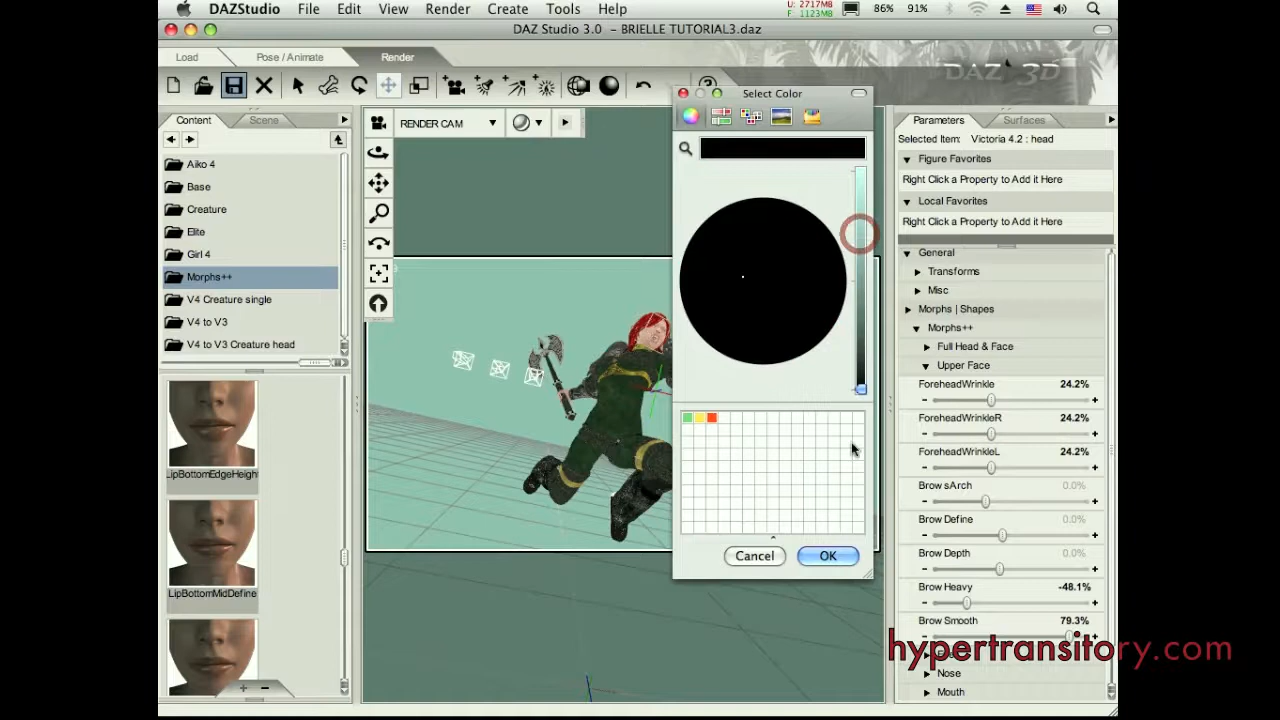 DAZStudio File Edit View Render Create Tools Help U: 2717MB F: 1123MB 86% 91%
DAZ Studio 3.0 - BRIELLE TUTORIAL3.daz
Load Pose / Animate Render
DAZ 3D
Select Color
Content Scene
RENDER CAM
Parameters Surfaces
Selected Item: Victoria 4.2 : head
Figure Favorites
Right Click a Property to Add it Here
Local Favorites
Right Click a Property to Add it Here
Aiko 4
Base
Creature
Elite
Girl 4
Morphs++
V4 Creature single
V4 to V3
V4 to V3 Creature head
General
Transforms
Misc
Morphs | Shapes
Morphs++
Full Head & Face
Upper Face
ForeheadWrinkle 24.2%
ForeheadWrinkleR 24.2%
ForeheadWrinkleL 24.2%
Brow sArch 0.0%
Brow Define 0.0%
Brow Depth 0.0%
Brow Heavy -48.1%
Brow Smooth 79.3%
Nose
Mouth
LipBottomEdgeHeight
LipBottomMidDefine
Cancel OK
hypertransitory.com